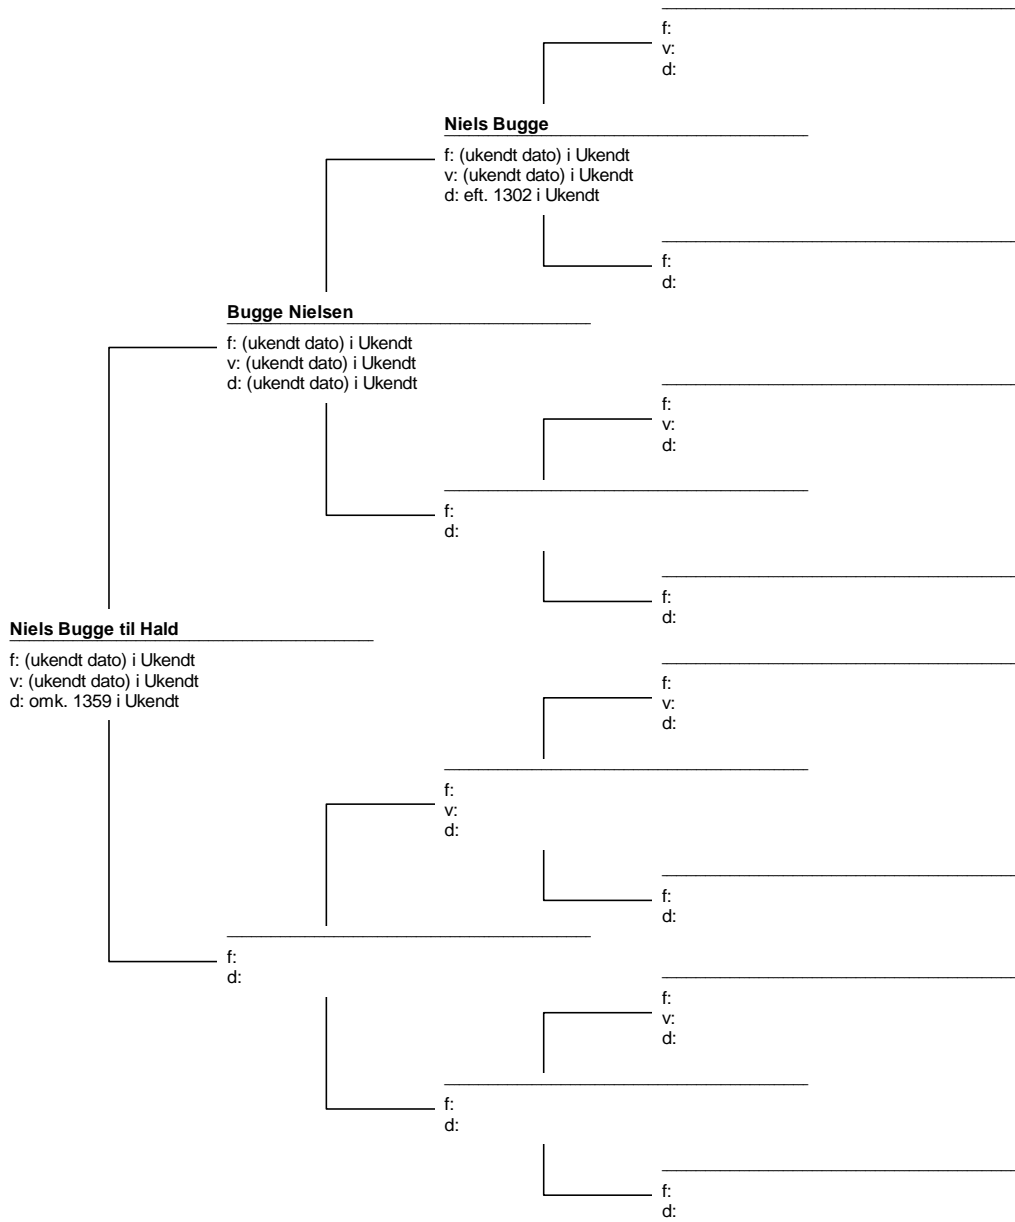 f:
v:
d:
Niels Bugge
f: (ukendt dato) i Ukendt
v: (ukendt dato) i Ukendt
d: eft. 1302 i Ukendt
f:
d:
Bugge Nielsen
f: (ukendt dato) i Ukendt
v: (ukendt dato) i Ukendt
d: (ukendt dato) i Ukendt
f:
v:
d:
f:
d:
f:
d:
Niels Bugge til Hald
f: (ukendt dato) i Ukendt
v: (ukendt dato) i Ukendt
d: omk. 1359 i Ukendt
f:
v:
d:
f:
v:
d:
f:
d:
f:
d:
f:
v:
d:
f:
d:
f:
d: